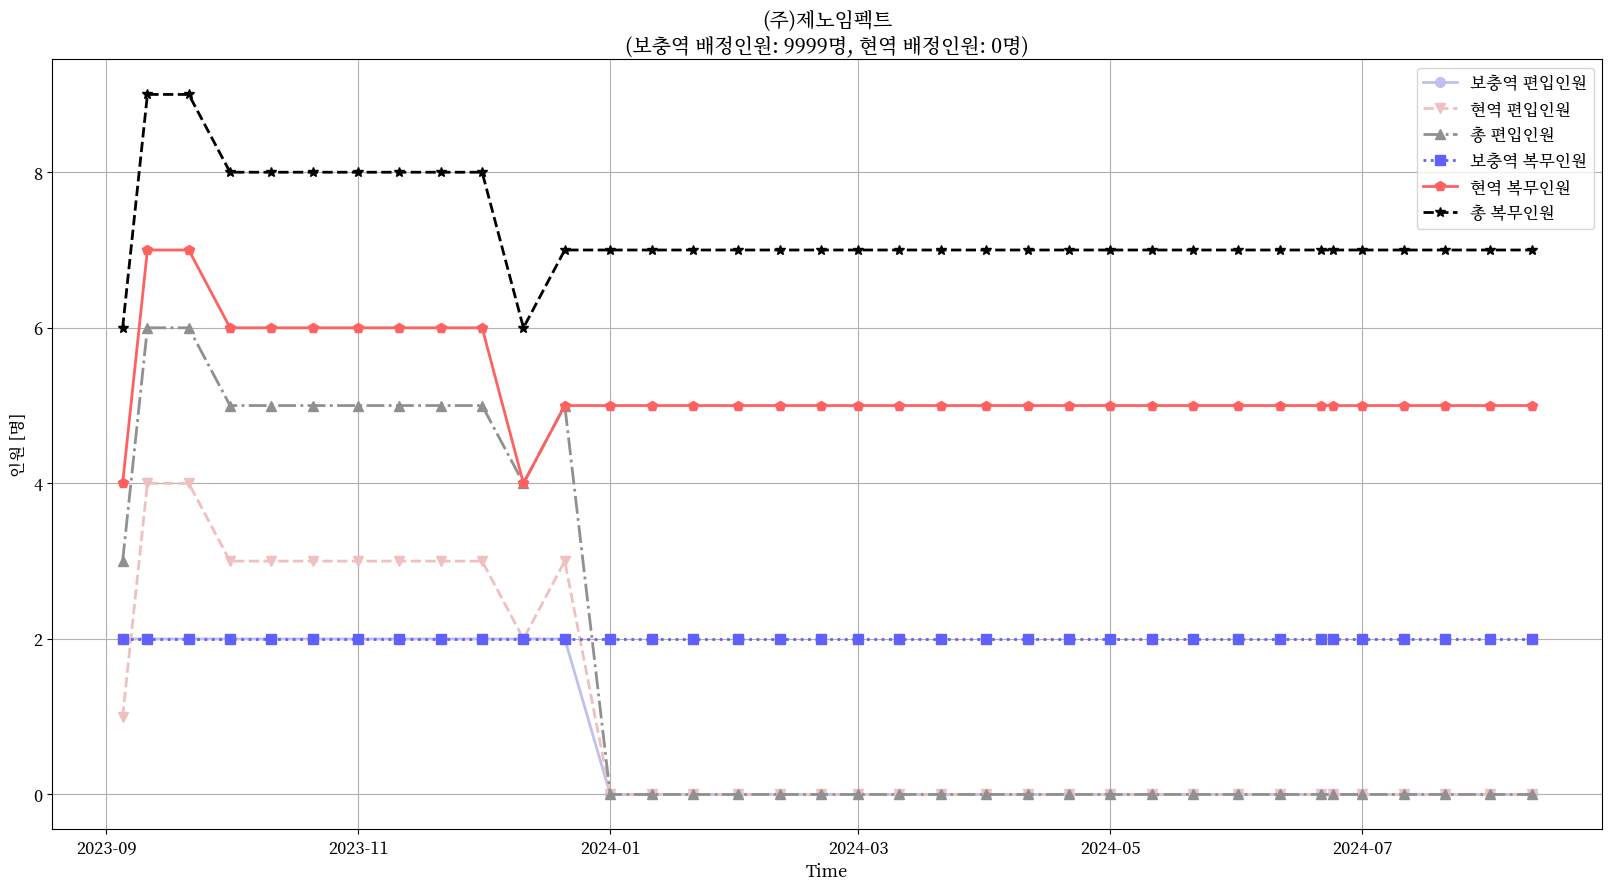 (주)제노임펙트
(보충역 배정인원: 9999명, 현역 배정인원: 0명)
보충역 편입인원
현역 편입인원
총 편입인원
보충역 복무인원
현역 복무인원
총 복무인원
인원 [명]
8
6
4
2
0
2023-09
2023-11
2024-01
2024-03
2024-05
2024-07
Time